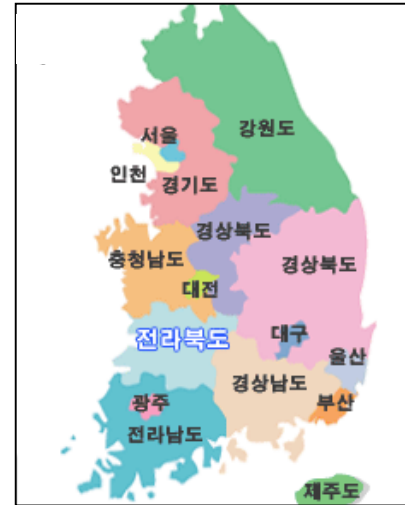 강원도
서울
인천
경기도
경상북도
충청남도
경상북도
대전
전라북도
대구
울산
경상남도
광주
부산
전라남도
제주도